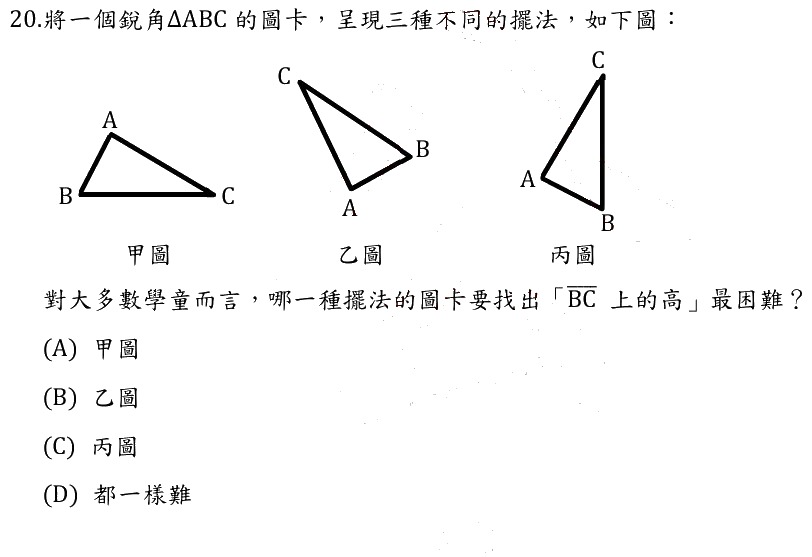 20.將一個銳角ΔABC 的圖卡，呈現三種不同的擺法，如下圖：
C
C
A
B
B
C
A
A
B
甲圖 乙圖 丙圖
對大多數學童而言，哪一種擺法的圖卡要找出「B̅C̅ 上的高」最困難？
(A) 甲圖
(B) 乙圖
(C) 丙圖
(D) 都一樣難